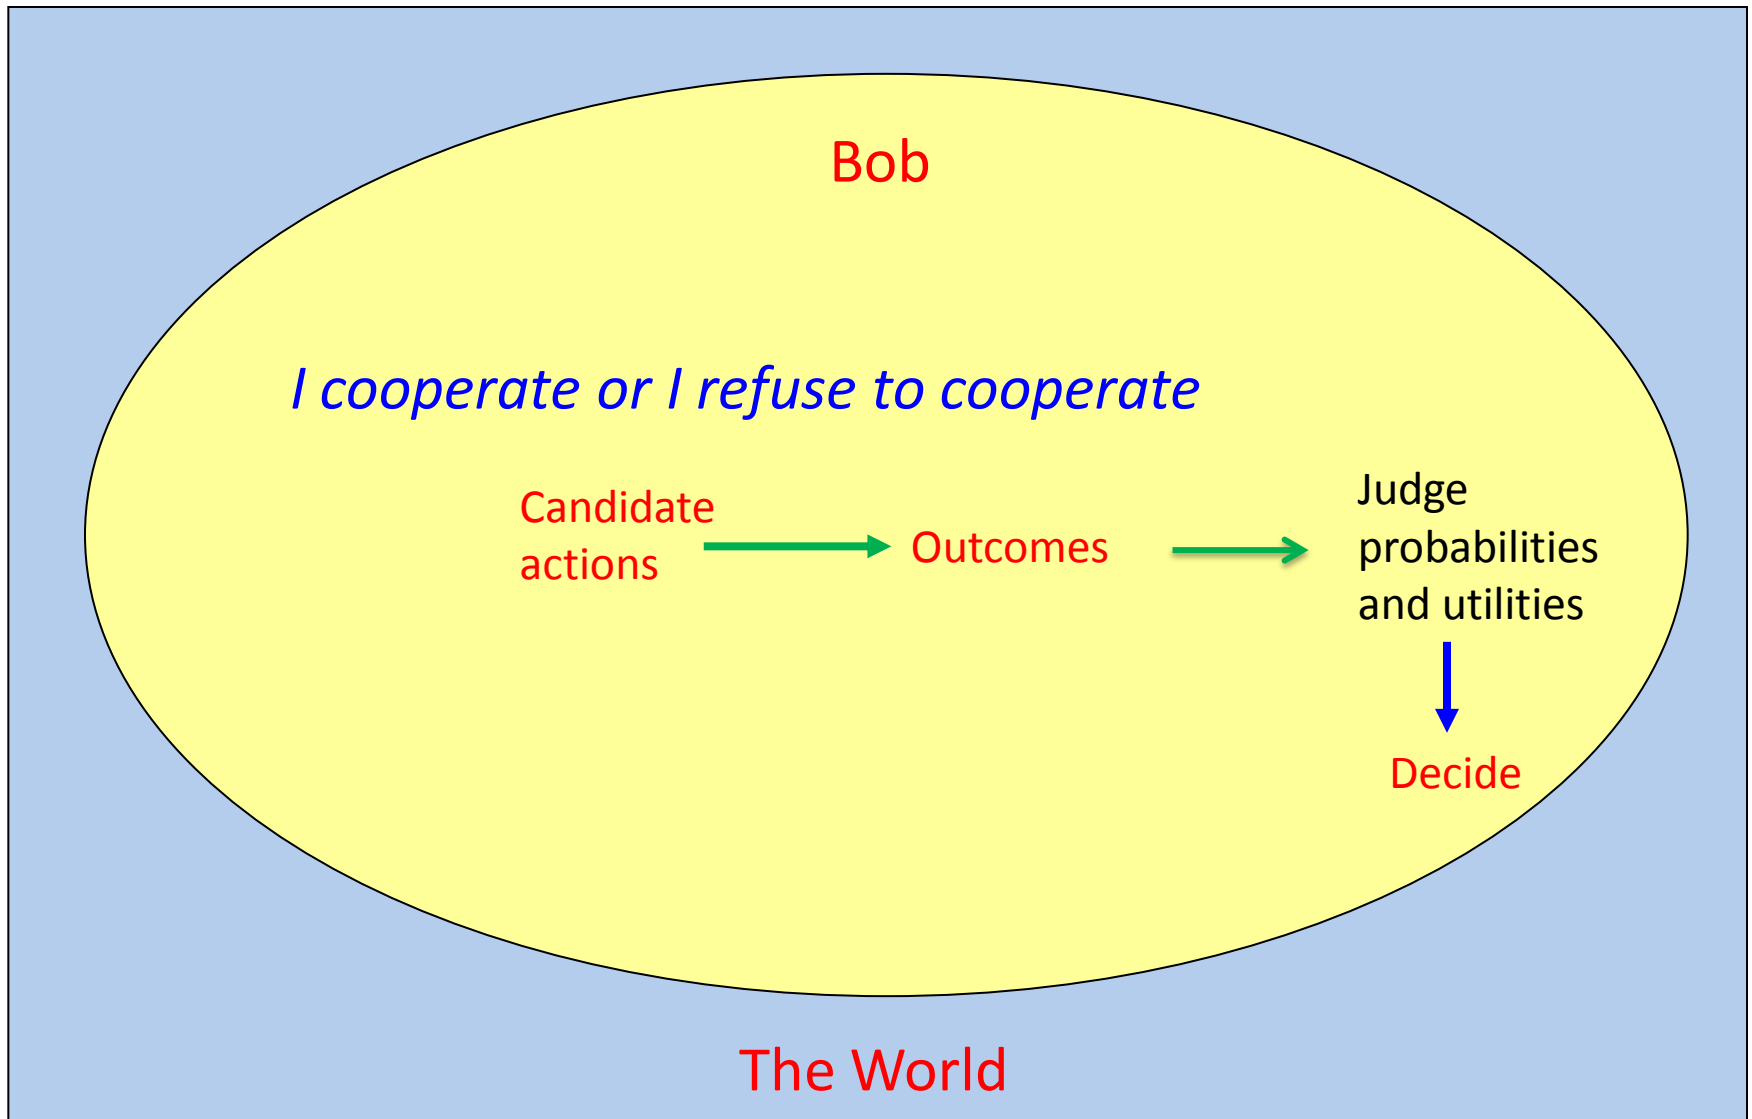 Bob
I cooperate or I refuse to cooperate
Candidate
actions
Outcomes
Judge
probabilities
and utilities
Decide
The World